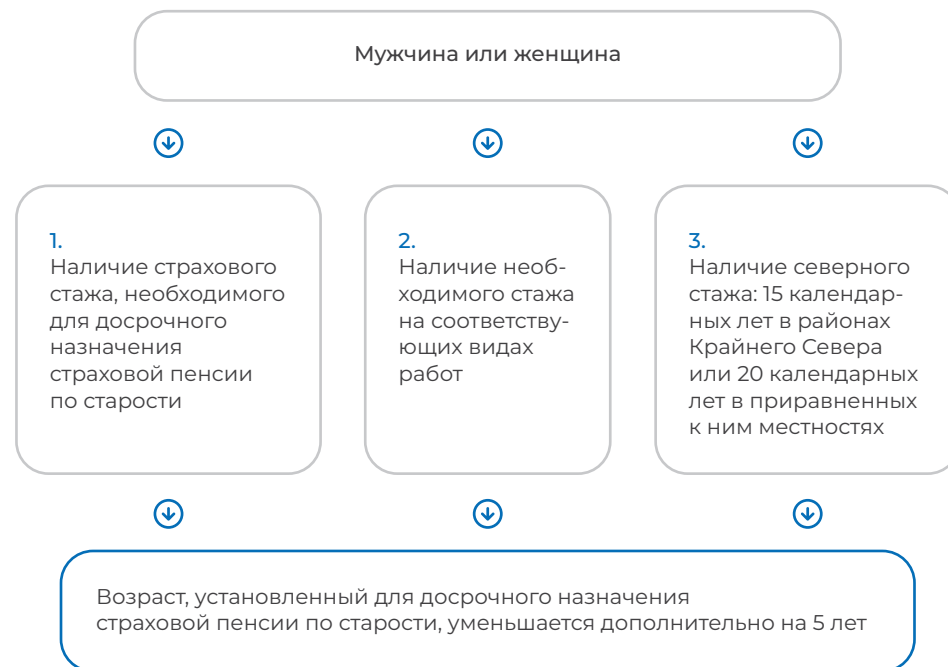 Мужчина или женщина
1.
Наличие страхового
стажа, необходимого
для досрочного
назначения
страховой пенсии
по старости
2.
Наличие необ-
ходимого стажа
на соответству-
ющих видах
работ
3.
Наличие северного
стажа: 15 календар-
ных лет в районах
Крайнего Севера
или 20 календарных
лет в приравненных
к ним местностях
Возраст, установленный для досрочного назначения
страховой пенсии по старости, уменьшается дополнительно на 5 лет